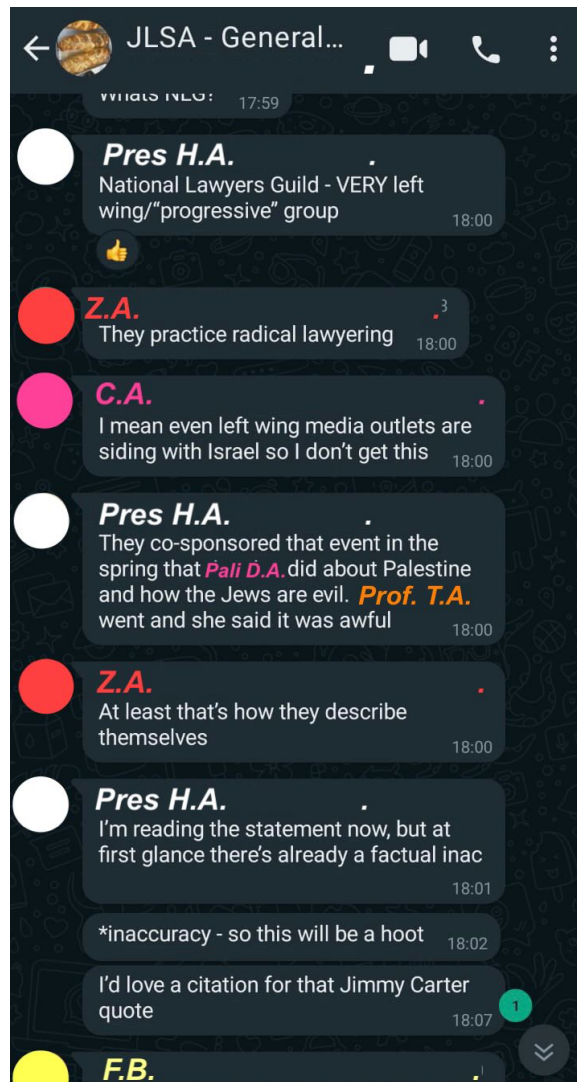 JLSA - General...
Whats NLG? 17:59
Pres H.A. .
National Lawyers Guild - VERY left
wing/“progressive” group
18:00
Z.A. .
They practice radical lawyering 18:00
C.A. .
I mean even left wing media outlets are
siding with Israel so I don’t get this 18:00
Pres H.A. .
They co-sponsored that event in the
spring that Pali D.A. did about Palestine
and how the Jews are evil. Prof. T.A.
went and she said it was awful 18:00
Z.A. .
At least that’s how they describe
themselves 18:00
Pres H.A. .
I’m reading the statement now, but at
first glance there’s already a factual inac
18:01
*inaccuracy - so this will be a hoot 18:02
I’d love a citation for that Jimmy Carter
quote 18:07
1
F.B. .